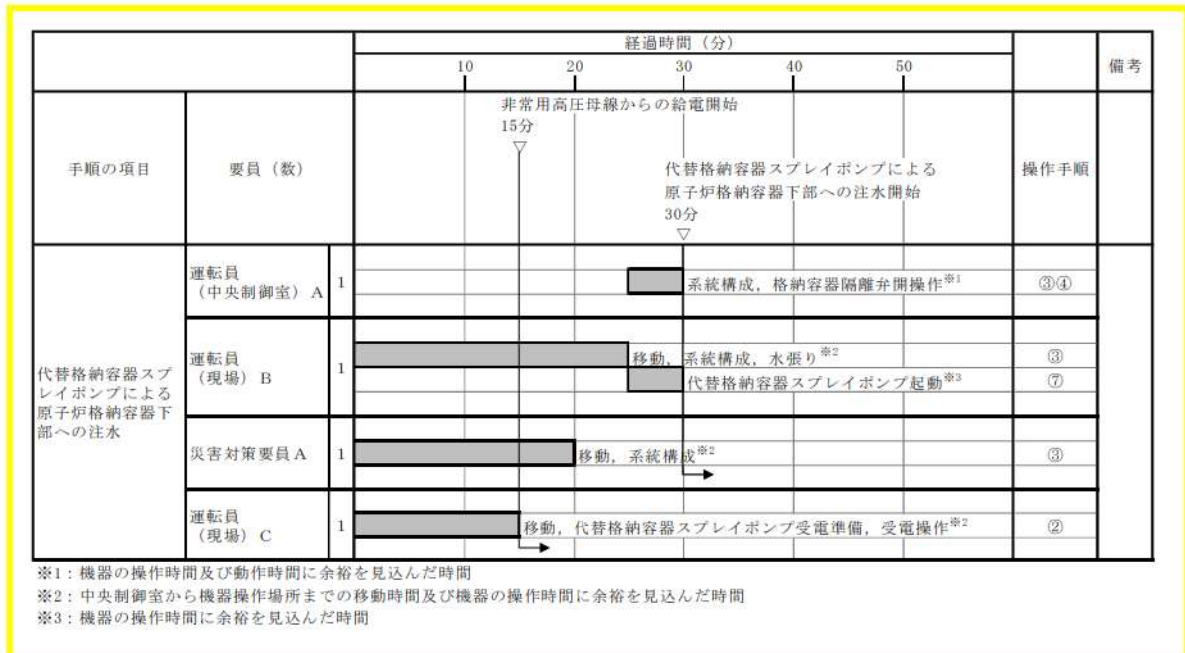 経過時間(分)
備考
10 20 30 40 50
手順の項目
要員(数)
非常用高圧母線からの給電開始
15分
▽
代替格納容器スプレイポンプによる
原子炉格納容器下部への注水開始
30分
▽
操作手順
代替格納容器スプ
レイポンプによる
原子炉格納容器下
部への注水
運転員
(中央制御室)A
1
系統構成,格納容器隔離弁開操作※1
③④
運転員
(現場)B
1
移動,系統構成,水張り※2
③
代替格納容器スプレイポンプ起動※3
⑦
災害対策要員A
1
移動,系統構成※2
③
運転員
(現場)C
1
移動,代替格納容器スプレイポンプ受電準備,受電操作※2
②
※1:機器の操作時間及び動作時間に余裕を見込んだ時間
※2:中央制御室から機器操作場所までの移動時間及び機器の操作時間に余裕を見込んだ時間
※3:機器の操作時間に余裕を見込んだ時間